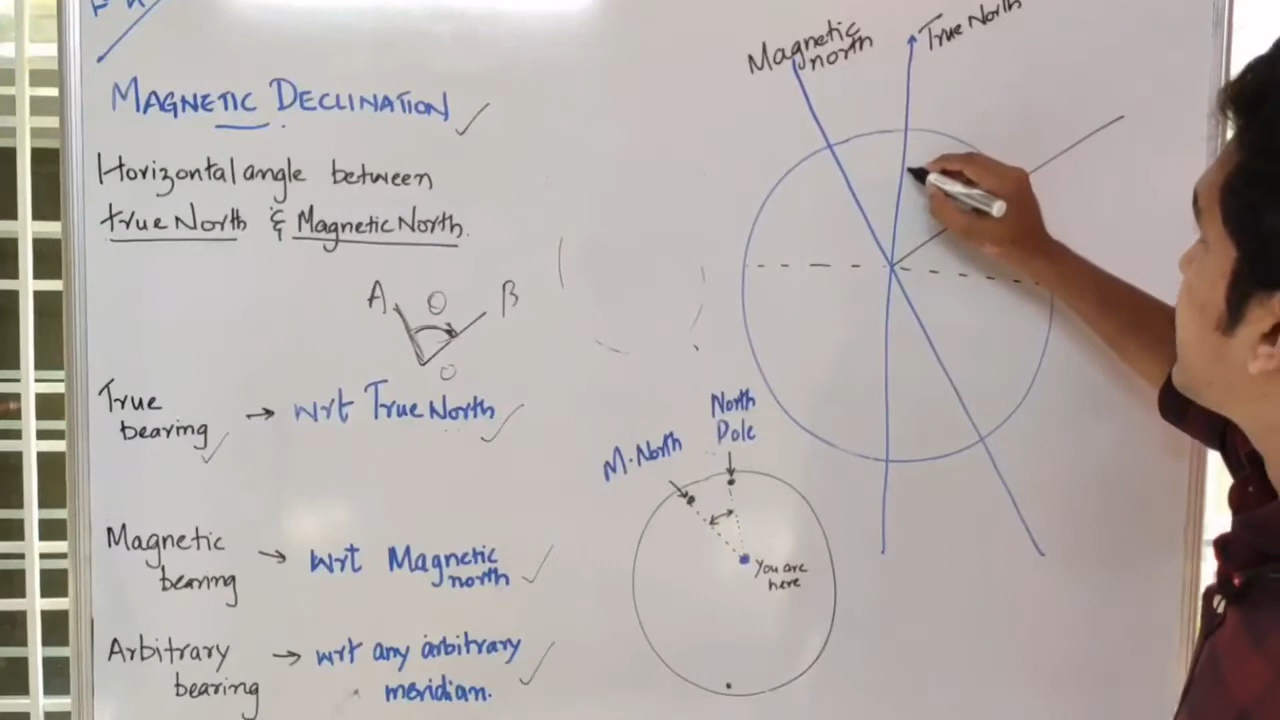 MAGNETIC DECLINATION
Horizontal angle between
true North & Magnetic North.
A θ B
O
True
bearing → wrt True North
Magnetic
bearing → wrt Magnetic
north
Arbitrary
bearing → wrt any arbitrary
meridian.
Magnetic
north
True North
North
Pole
M. North
You are
here